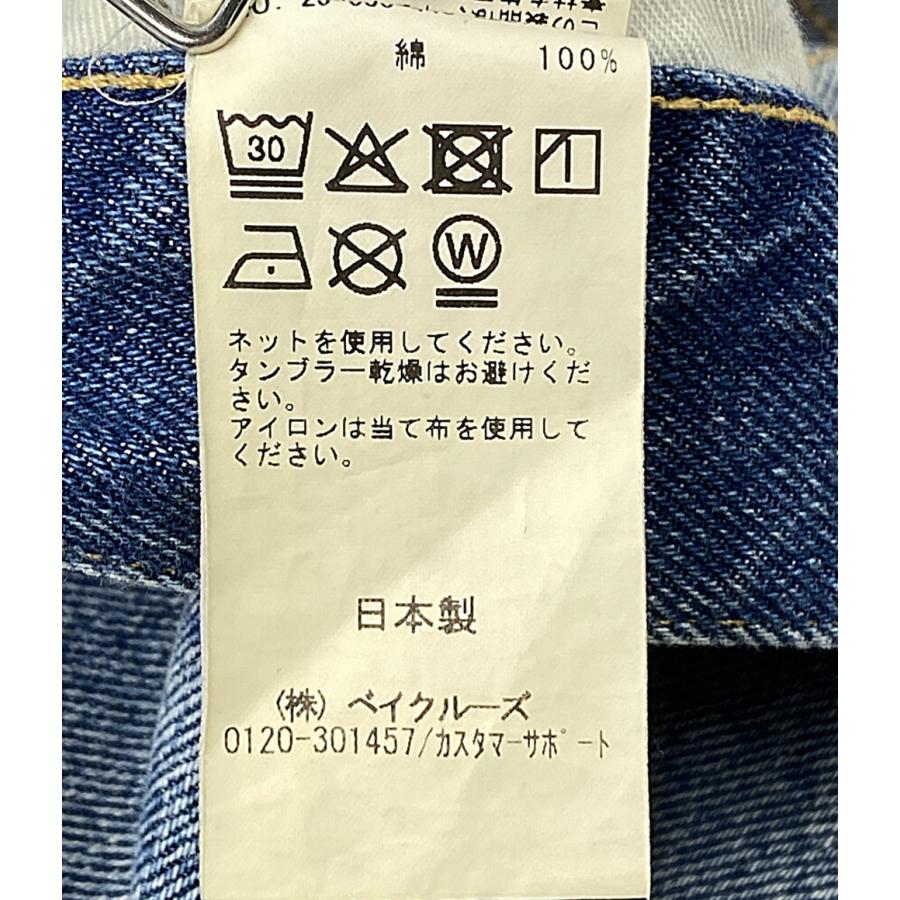 綿 100%
30
W
ネットを使用してください。
タンブラー乾燥はお避けくだ
さい。
アイロンは当て布を使用して
ください。
日本製
(株)ベイクルーズ
0120-301457/カスタマーサポート